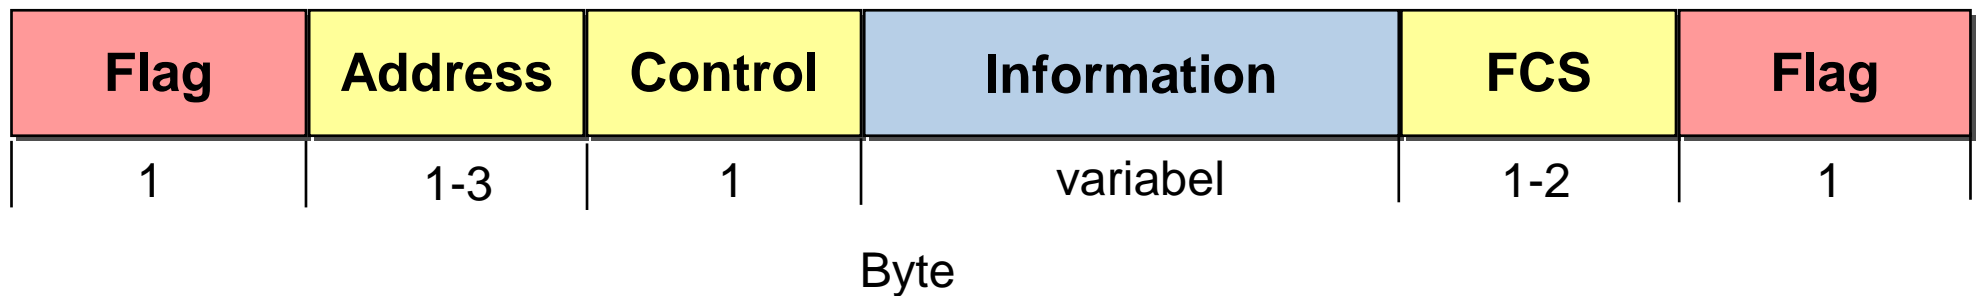 Flag Address Control Information FCS Flag
1 1-3 1 variabel 1-2 1
Byte